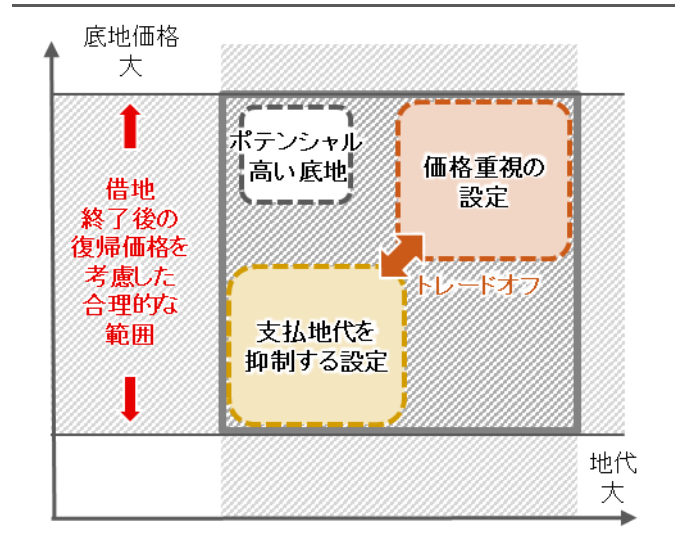 底地価格
大
ポテンシャル
高い底地
価格重視の
設定
借地
終了後の
復帰価格を
考慮した
合理的な
範囲
トレードオフ
支払地代を
抑制する設定
地代
大